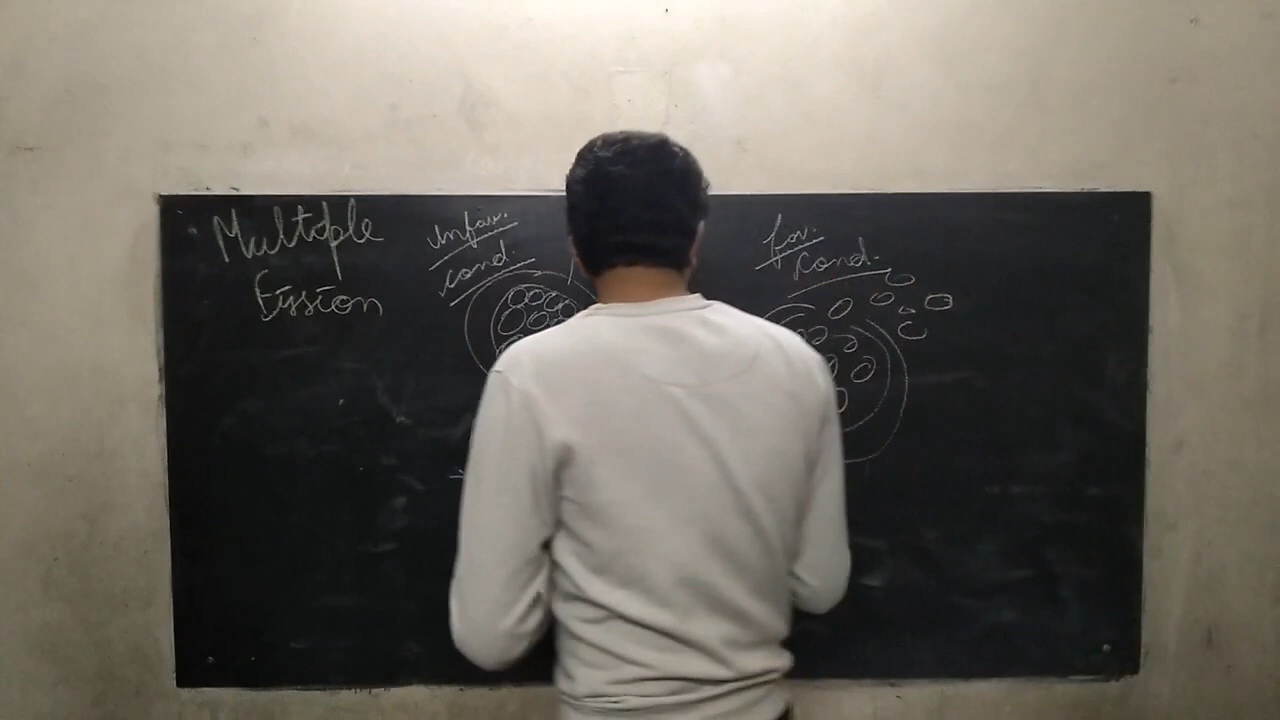 Multiple
Fission
unfav.
cond.
fav.
cond.